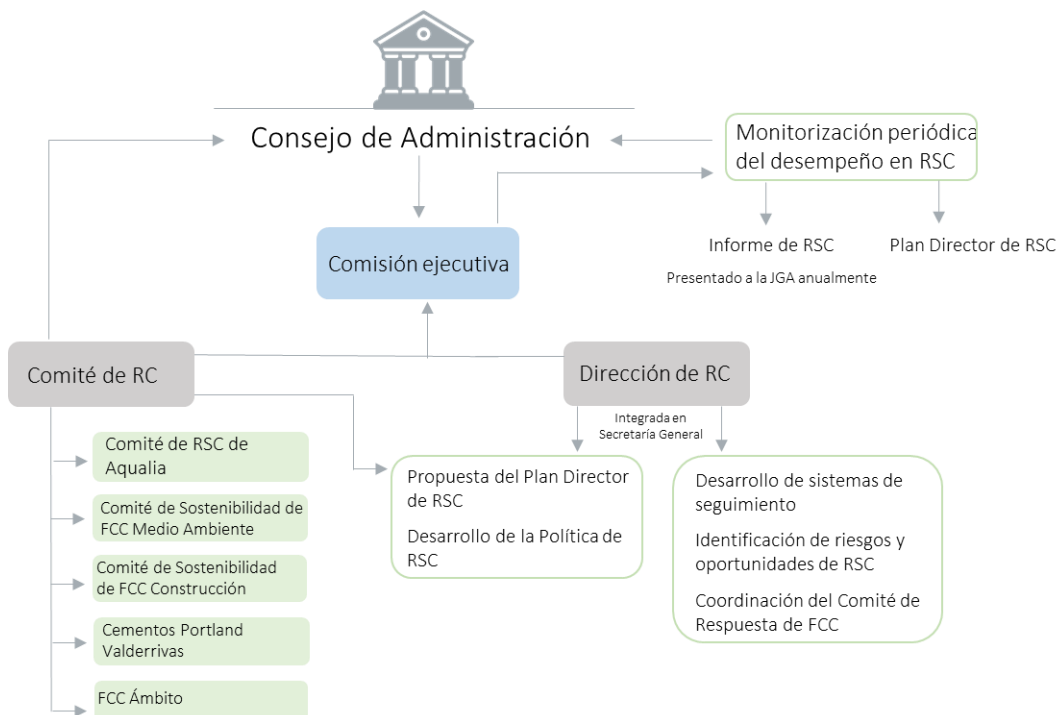 Consejo de Administración
Monitorización periódica
del desempeño en RSC
Informe de RSC
Presentado a la JGA anualmente
Plan Director de RSC
Comisión ejecutiva
Comité de RC
Dirección de RC
Integrada en
Secretaría General
Comité de RSC de
Aqualia
Comité de Sostenibilidad de
FCC Medio Ambiente
Comité de Sostenibilidad
de FCC Construcción
Cementos Portland
Valderrivas
FCC Ámbito
Propuesta del Plan Director
de RSC
Desarrollo de la Política de
RSC
Desarrollo de sistemas de
seguimiento
Identificación de riesgos y
oportunidades de RSC
Coordinación del Comité de
Respuesta de FCC